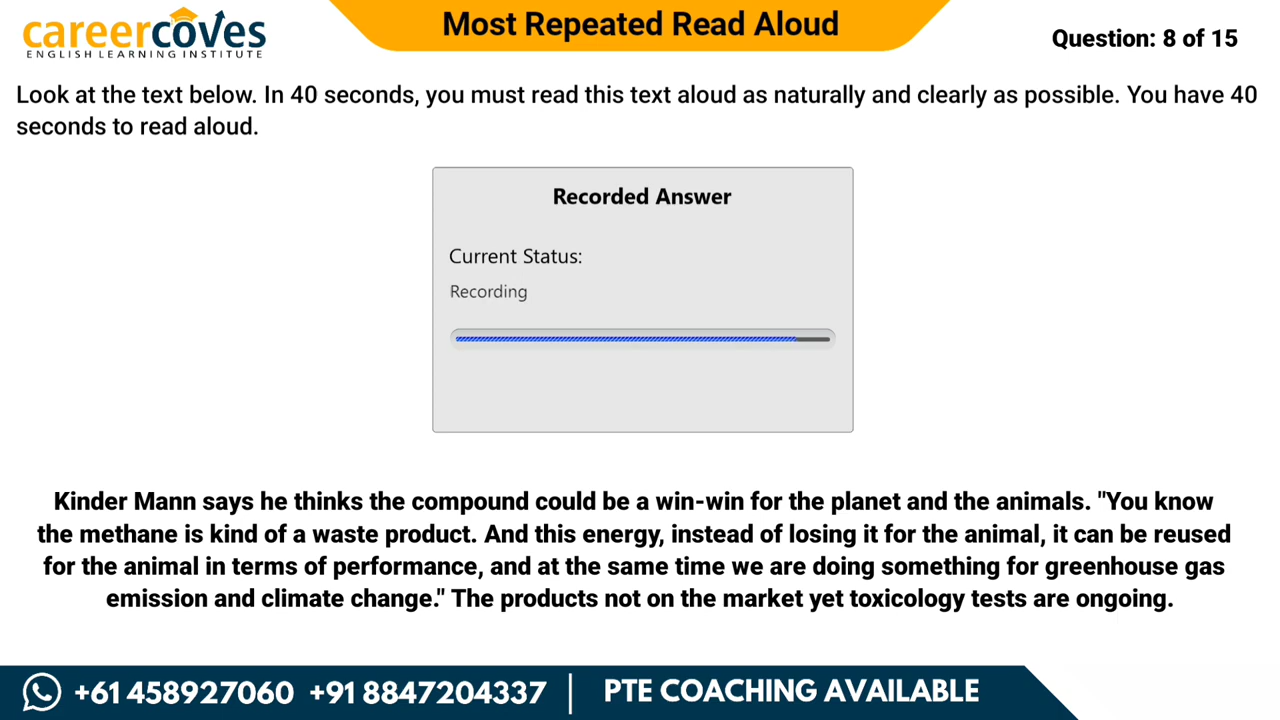 careercoves
ENGLISH LEARNING INSTITUTE
Most Repeated Read Aloud
Question: 8 of 15
Look at the text below. In 40 seconds, you must read this text aloud as naturally and clearly as possible. You have 40
seconds to read aloud.
Recorded Answer
Current Status:
Recording
Kinder Mann says he thinks the compound could be a win-win for the planet and the animals. "You know
the methane is kind of a waste product. And this energy, instead of losing it for the animal, it can be reused
for the animal in terms of performance, and at the same time we are doing something for greenhouse gas
emission and climate change." The products not on the market yet toxicology tests are ongoing.
+61 458927060 +91 8847204337 | PTE COACHING AVAILABLE